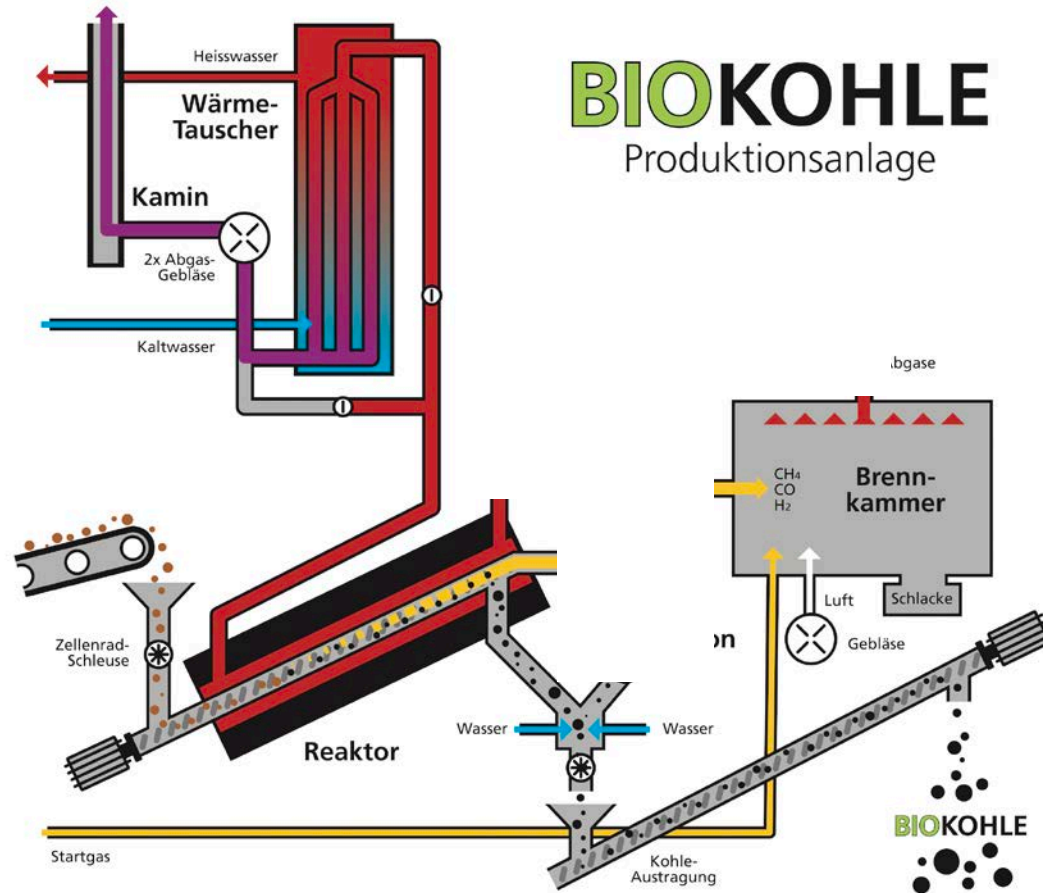 BIOKOHLE
Produktionsanlage
Heisswasser
Wärme-
Tauscher
Kamin
2x Abgas-
Gebläse
Kaltwasser
bgase
CH₄
CO
H₂
Brenn-
kammer
Luft
Schlacke
Gebläse
on
Zellenrad-
Schleuse
Reaktor
Wasser
Wasser
Startgas
Kohle-
Austragung
BIOKOHLE